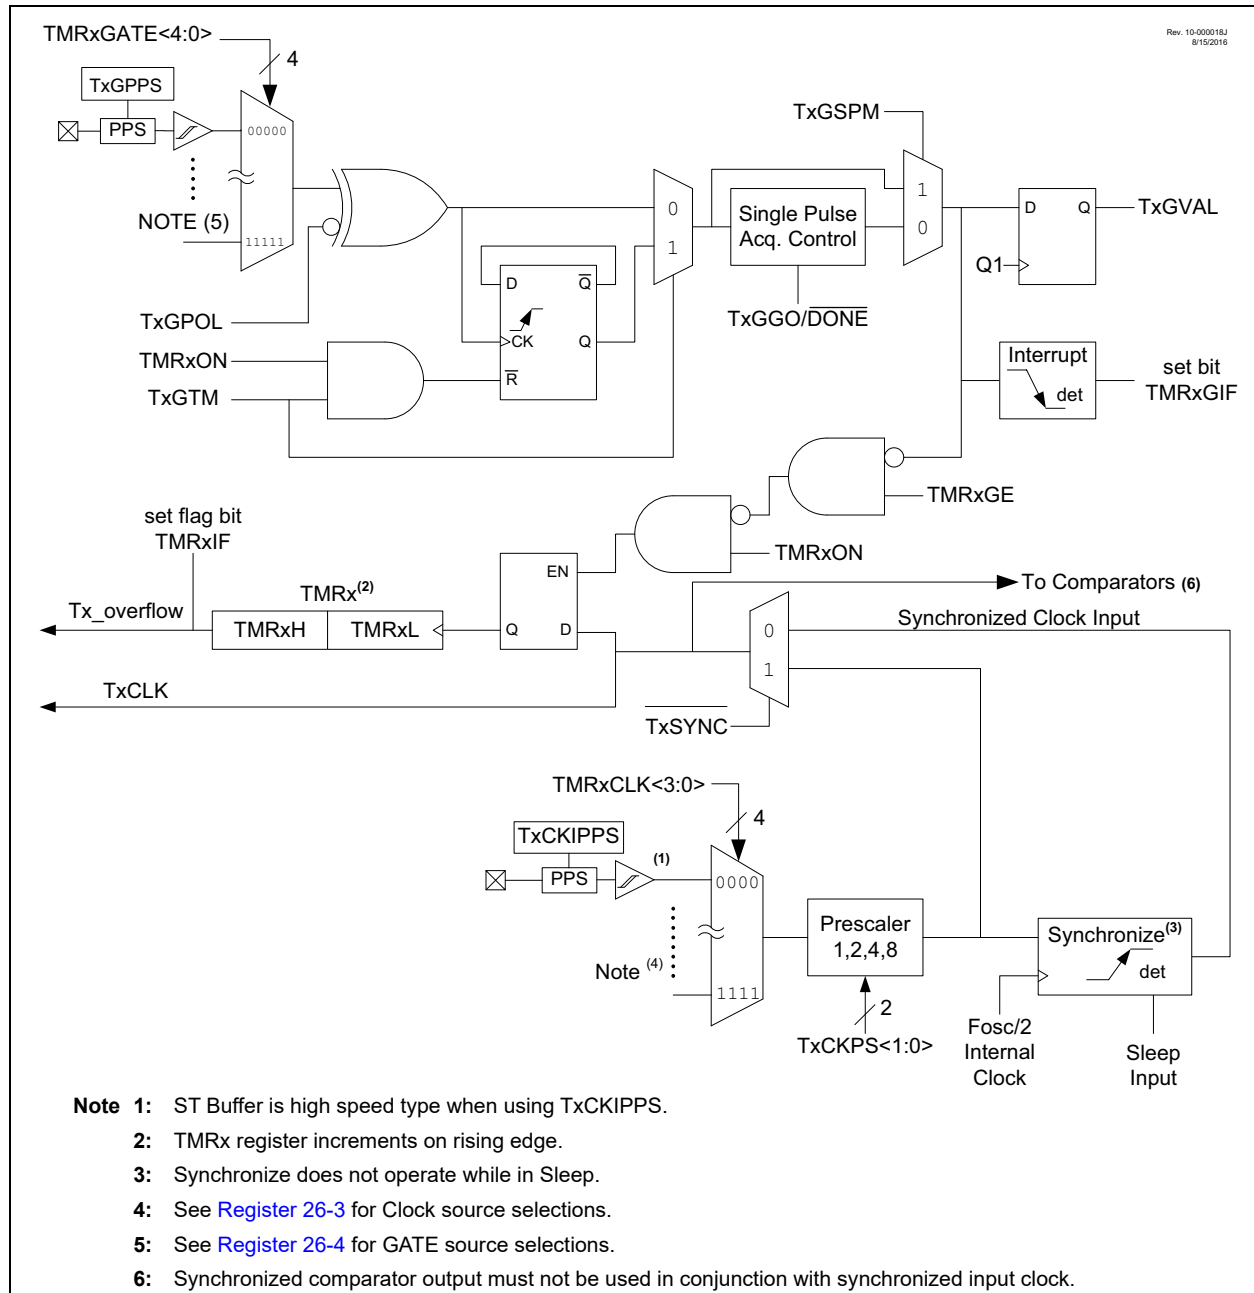 Rev. 10-000018J
8/15/2016
TMRxGATE<4:0>
4
TxGPPS
PPS
00000
NOTE (5)
11111
TxGSPM
0
1
Single Pulse
Acq. Control
1
0
D Q
TxGVAL
Q1
TxGGO/DONE
D Q
CK Q
R
TxGPOL
TMRxON
TxGTM
Interrupt
det
set bit
TMRxGIF
TMRxGE
TMRxON
set flag bit
TMRxIF
EN
Q D
TMRx(2)
Tx_overflow
TMRxH TMRxL
To Comparators (6)
Synchronized Clock Input
0
1
TxCLK
TxSYNC
TMRxCLK<3:0>
4
TxCKIPPS
(1)
PPS
0000
Note (4)
1111
Prescaler
1,2,4,8
2
TxCKPS<1:0>
Synchronize(3)
det
Fosc/2
Internal
Clock
Sleep
Input
Note 1: ST Buffer is high speed type when using TxCKIPPS.
2: TMRx register increments on rising edge.
3: Synchronize does not operate while in Sleep.
4: See Register 26-3 for Clock source selections.
5: See Register 26-4 for GATE source selections.
6: Synchronized comparator output must not be used in conjunction with synchronized input clock.